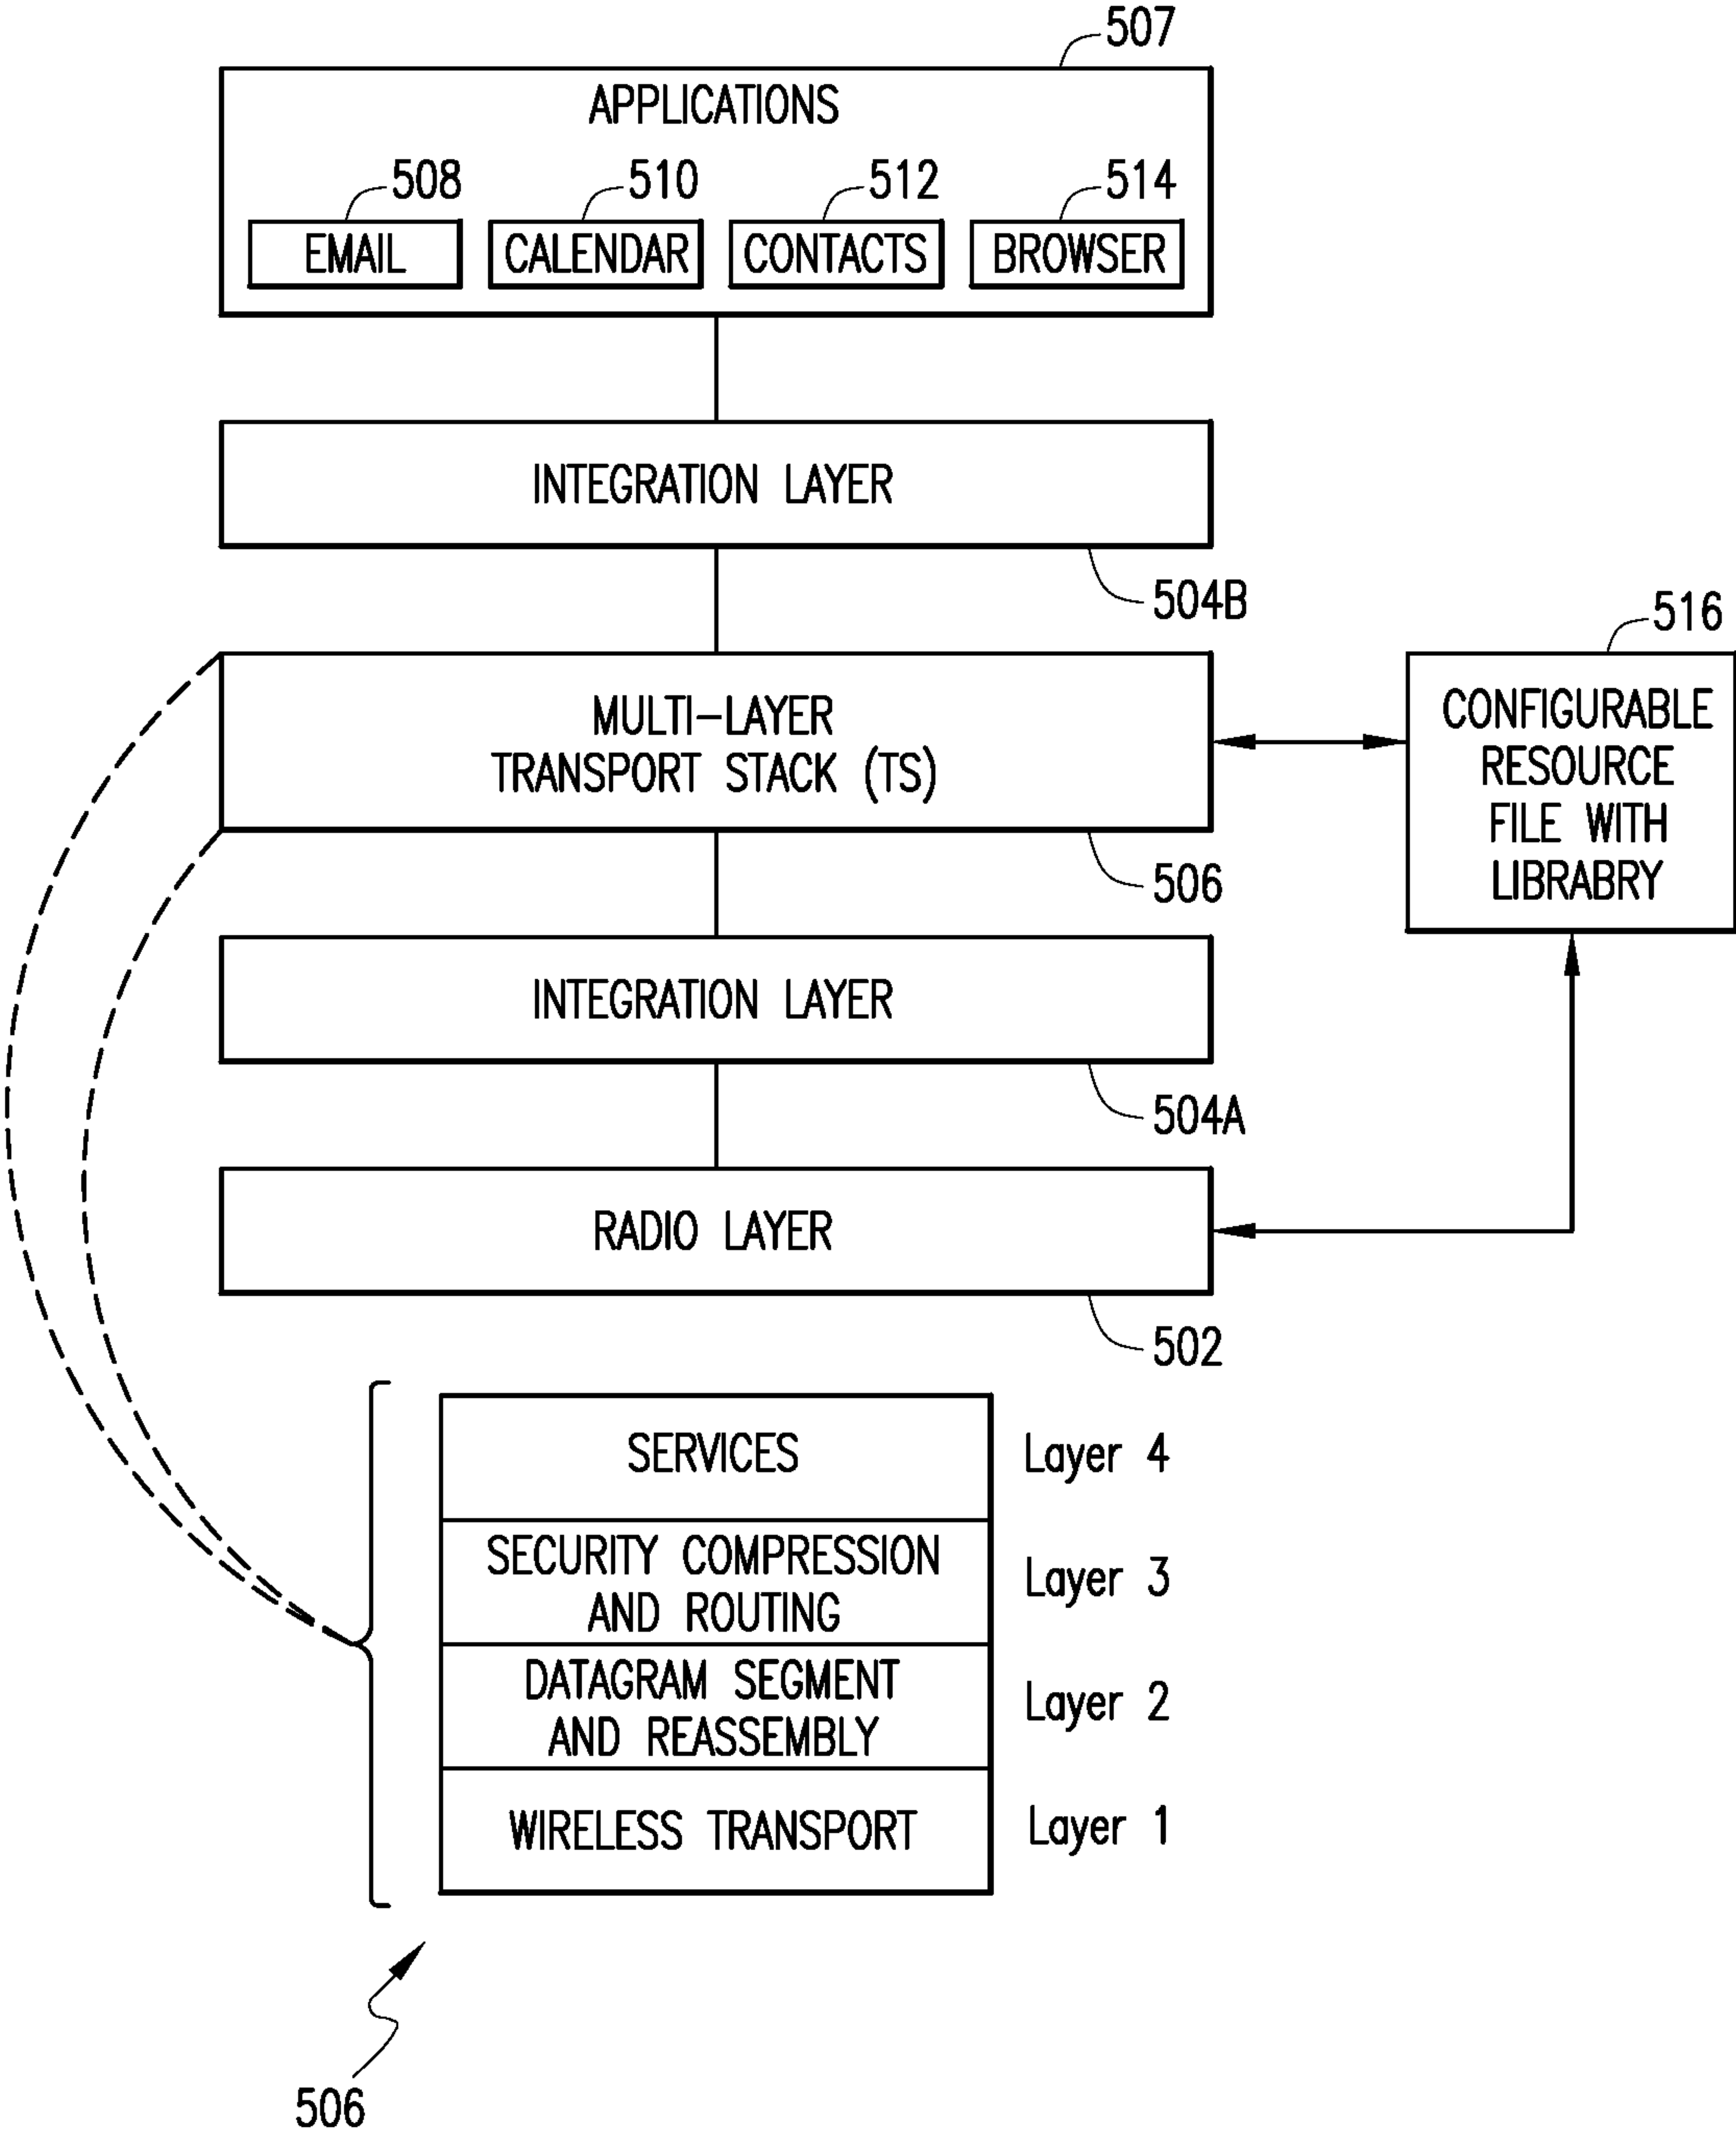 507
APPLICATIONS
508
510
512
514
EMAIL
CALENDAR
CONTACTS
BROWSER
INTEGRATION LAYER
504B
516
MULTI-LAYER
TRANSPORT STACK (TS)
506
CONFIGURABLE
RESOURCE
FILE WITH
LIBRABRY
INTEGRATION LAYER
504A
RADIO LAYER
502
SERVICES
Layer 4
SECURITY COMPRESSION
AND ROUTING
Layer 3
DATAGRAM SEGMENT
AND REASSEMBLY
Layer 2
WIRELESS TRANSPORT
Layer 1
506